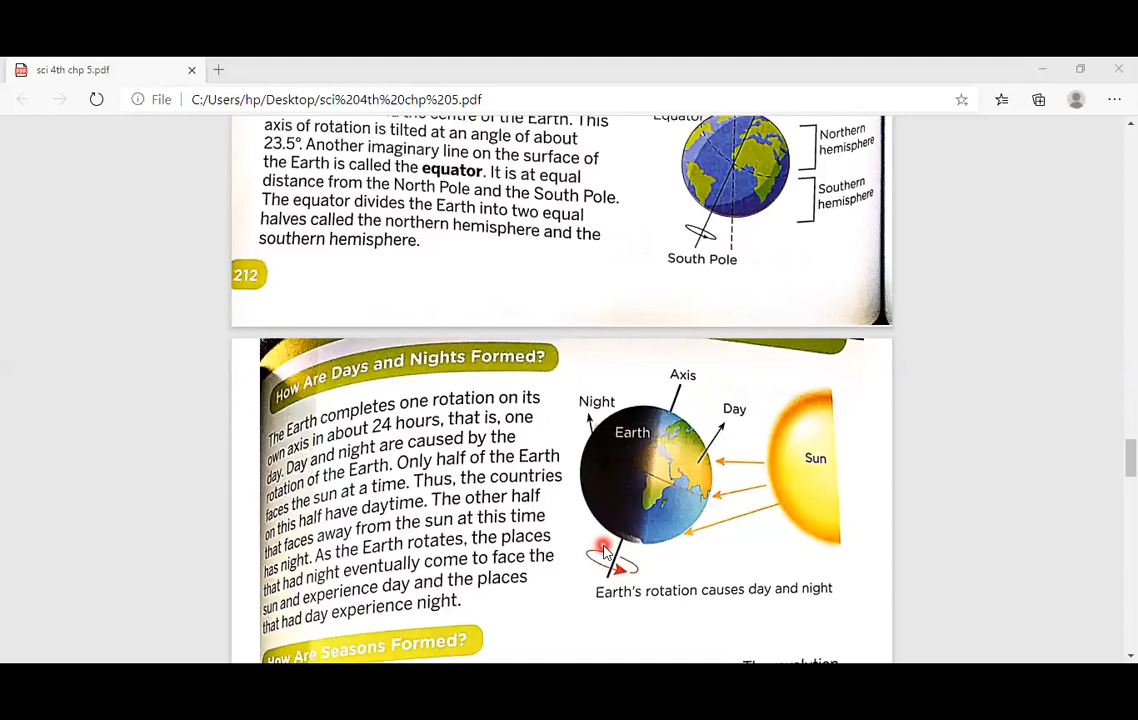 sci 4th chp 5.pdf
File
C:/Users/hp/Desktop/sci%204th%20chp%205.pdf
the centre of the Earth. This
axis of rotation is tilted at an angle of about
23.5°. Another imaginary line on the surface of
the Earth is called the equator. It is at equal
distance from the North Pole and the South Pole.
The equator divides the Earth into two equal
halves called the northern hemisphere and the
southern hemisphere.
212
Equator
Northern
hemisphere
Southern
hemisphere
South Pole
How Are Days and Nights Formed?
The Earth completes one rotation on its
own axis in about 24 hours, that is, one
day. Day and night are caused by the
rotation of the Earth. Only half of the Earth
faces the sun at a time. Thus, the countries
on this half have daytime. The other half
that faces away from the sun at this time
has night. As the Earth rotates, the places
that had night eventually come to face the
sun and experience day and the places
that had day experience night.
Axis
Night
Day
Earth
Sun
Earth's rotation causes day and night
How Are Seasons Formed?